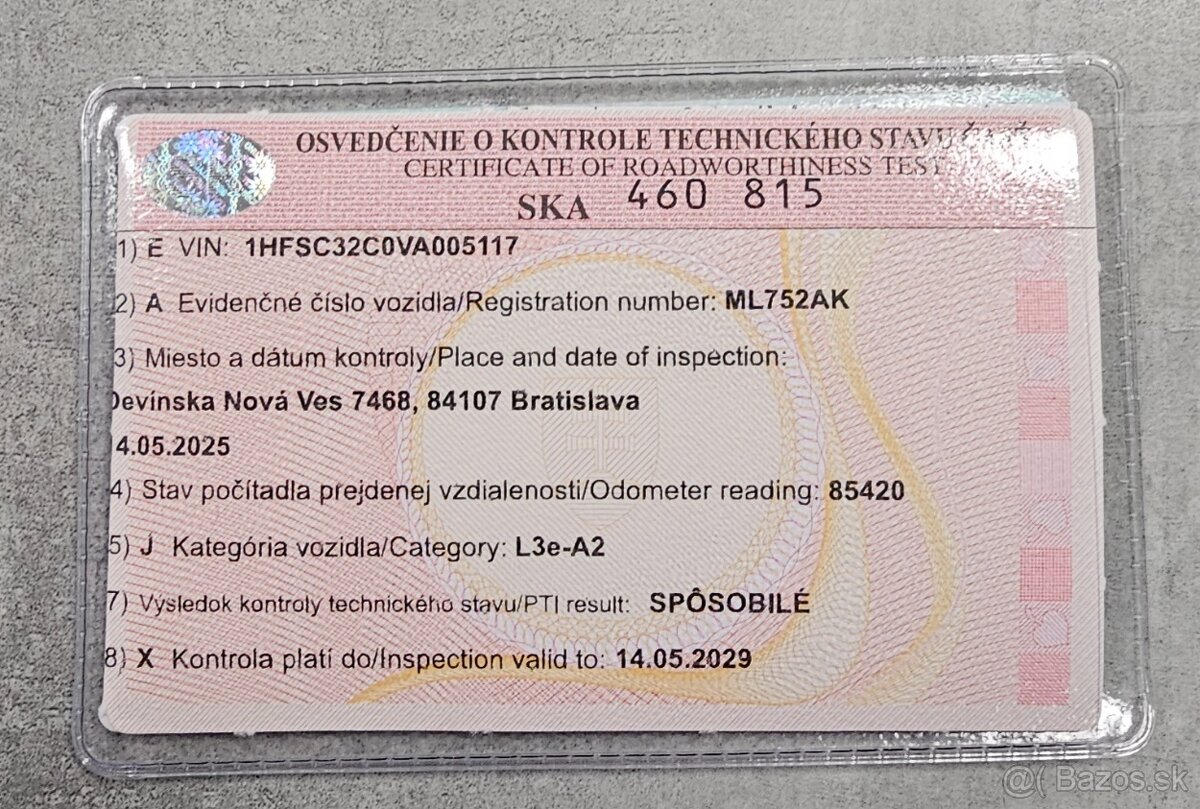 OSVEDČENIE O KONTROLE TECHNICKÉHO STAVU ČASŤ
CERTIFICATE OF ROADWORTHINESS TEST
SKA 460 815
1) E VIN: 1HFSC32C0VA005117
2) A Evidenčné číslo vozidla/Registration number: ML752AK
3) Miesto a dátum kontroly/Place and date of inspection:
Devínska Nová Ves 7468, 84107 Bratislava
4.05.2025
4) Stav počítadla prejdenej vzdialenosti/Odometer reading: 85420
5) J Kategória vozidla/Category: L3e-A2
7) Výsledok kontroly technického stavu/PTI result: SPÔSOBILÉ
8) X Kontrola platí do/Inspection valid to: 14.05.2029
@( Bazos.sk